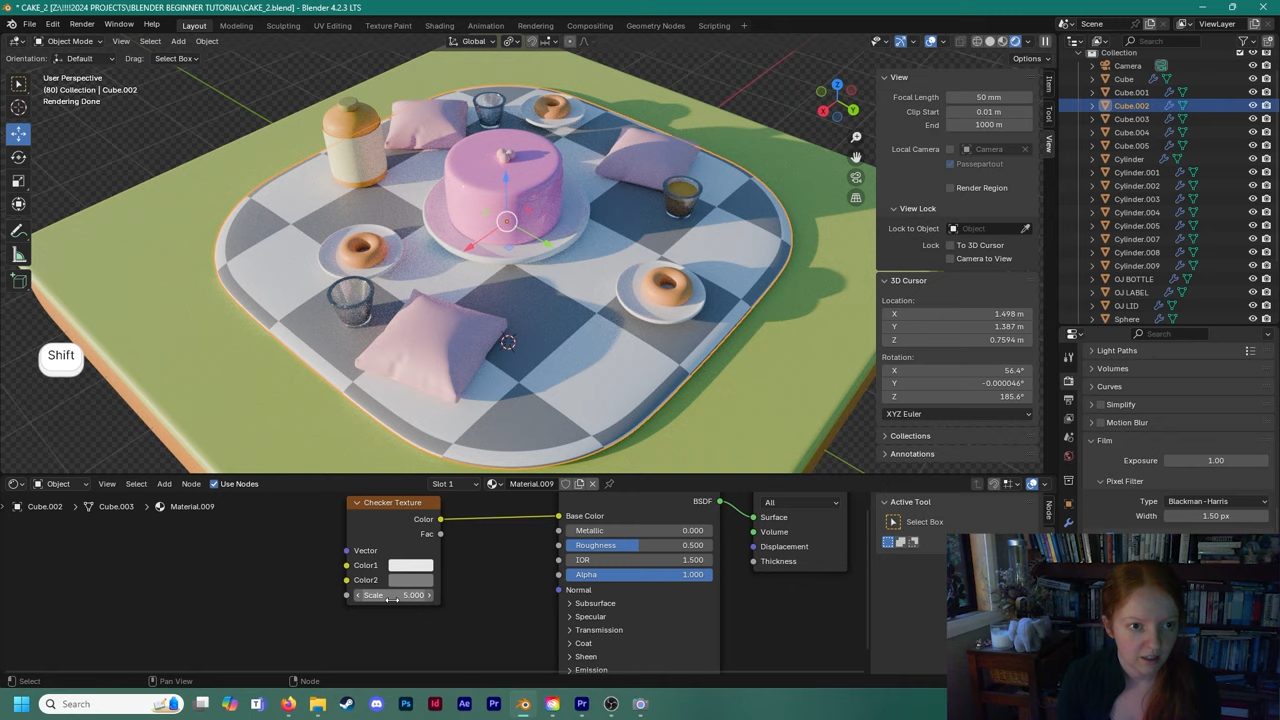 * CAKE_2 [Z:\!!!!2024 PROJECTS\BLENDER BEGINNER TUTORIAL\CAKE_2.blend] - Blender 4.2.3 LTS
File Edit Render Window Help
Layout Modeling Sculpting UV Editing Texture Paint Shading Animation Rendering Compositing Geometry Nodes Scripting +
Scene
ViewLayer
Object Mode View Select Add Object
Global
Search
Orientation: Default Drag: Select Box
Options
User Perspective
(80) Collection | Cube.002
Rendering Done
Z
Y
X
Shift
View
Focal Length 50 mm
Clip Start 0.01 m
End 1000 m
Local Camera Camera
Passepartout
Render Region
View Lock
Lock to Object Object
Lock To 3D Cursor
Camera to View
3D Cursor
Location:
X 1.498 m
Y 1.387 m
Z 0.7594 m
Rotation:
X 56.4°
Y -0.000046°
Z 185.6°
XYZ Euler
Collections
Annotations
Item
Tool
View
Collection
Camera
Cube
Cube.001
Cube.002
Cube.003
Cube.004
Cube.005
Cylinder
Cylinder.001
Cylinder.002
Cylinder.003
Cylinder.004
Cylinder.005
Cylinder.007
Cylinder.008
Cylinder.009
OJ BOTTLE
OJ LABEL
OJ LID
Sphere
Search
Light Paths
Volumes
Curves
Simplify
Motion Blur
Film
Exposure 1.00
Pixel Filter
Type Blackman-Harris
Width 1.50 px
Object View Select Add Node Use Nodes
Slot 1
Material.009
Cube.002 > Cube.003 > Material.009
Checker Texture
Color
Fac
Vector
Color1
Color2
Scale 5.000
BSDF
Base Color
Metallic 0.000
Roughness 0.500
IOR 1.500
Alpha 1.000
Normal
Subsurface
Specular
Transmission
Coat
Sheen
Emission
All
Surface
Volume
Displacement
Thickness
Active Tool
Select Box
Node
Select
Pan View
Node
Search
Ps
Id
Ae
Pr
Pr